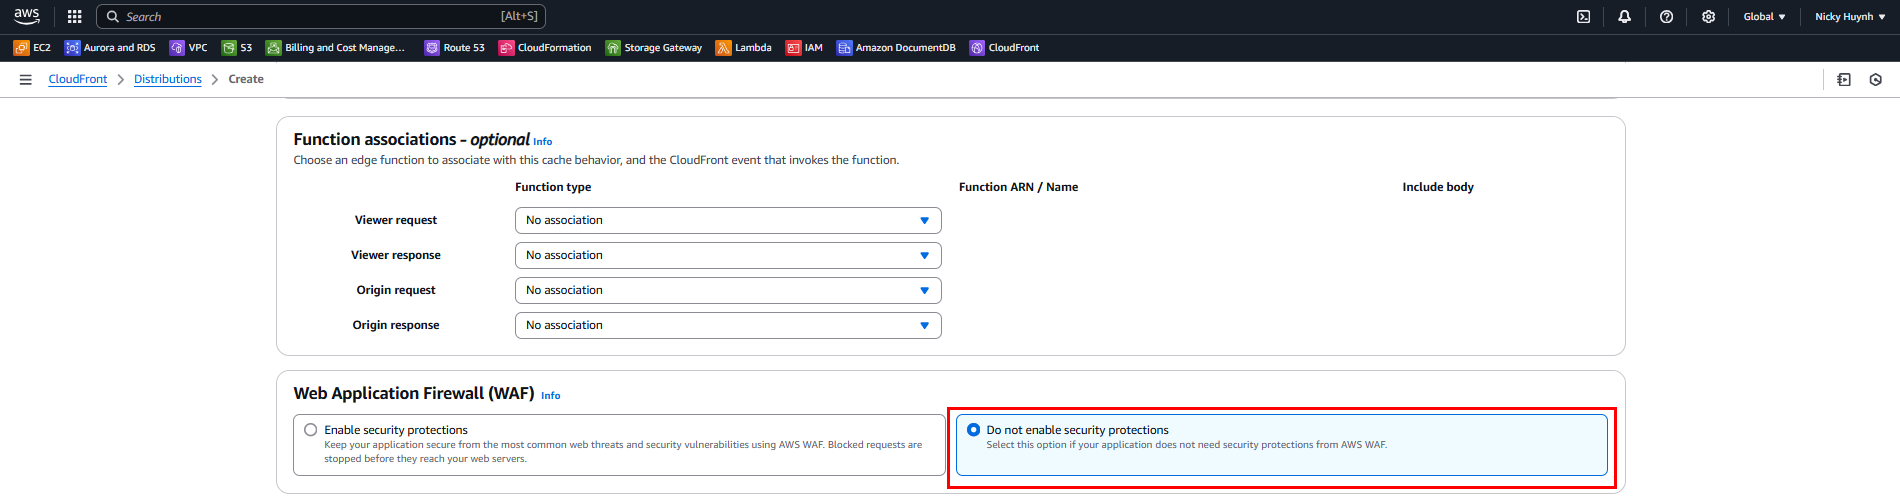 aws
Search [Alt+S] Global Nicky Huynh
EC2 Aurora and RDS VPC S3 Billing and Cost Manage... Route 53 CloudFormation Storage Gateway Lambda IAM Amazon DocumentDB CloudFront
CloudFront Distributions Create
Function associations - optional Info
Choose an edge function to associate with this cache behavior, and the CloudFront event that invokes the function.
Function type Function ARN / Name Include body
Viewer request No association
Viewer response No association
Origin request No association
Origin response No association
Web Application Firewall (WAF) Info
Enable security protections
Keep your application secure from the most common web threats and security vulnerabilities using AWS WAF. Blocked requests are
stopped before they reach your web servers.
Do not enable security protections
Select this option if your application does not need security protections from AWS WAF.